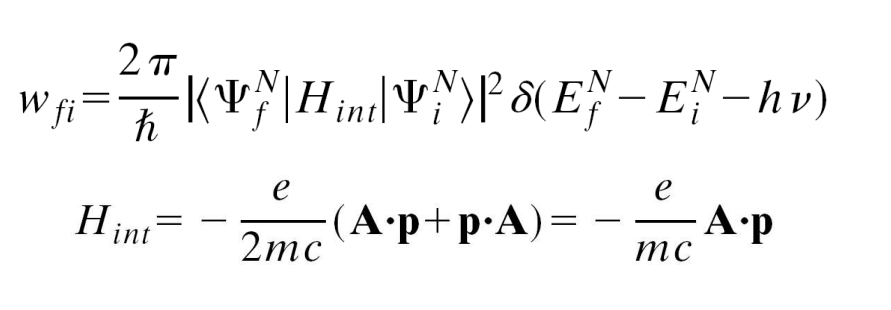 $w_{fi}=\frac{2\pi}{\hbar}|\langle\Psi_f^N|H_{int}|\Psi_i^N\rangle|^2\delta(E_f^N-E_i^N-h\nu)$
$H_{int}=-\frac{e}{2mc}(\mathbf{A}\cdot\mathbf{p}+\mathbf{p}\cdot\mathbf{A})=-\frac{e}{mc}\mathbf{A}\cdot\mathbf{p}$